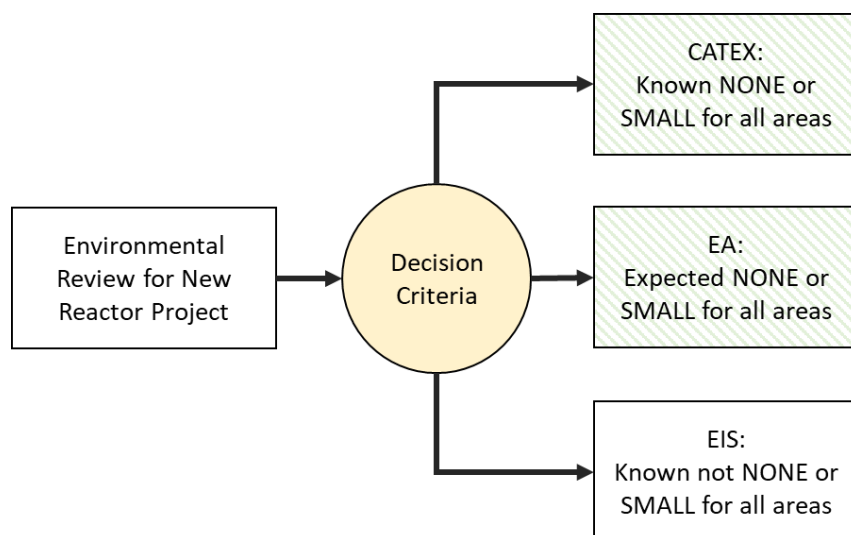 CATEX:
Known NONE or
SMALL for all areas
Environmental
Review for New
Reactor Project
Decision
Criteria
EA:
Expected NONE or
SMALL for all areas
EIS:
Known not NONE or
SMALL for all areas